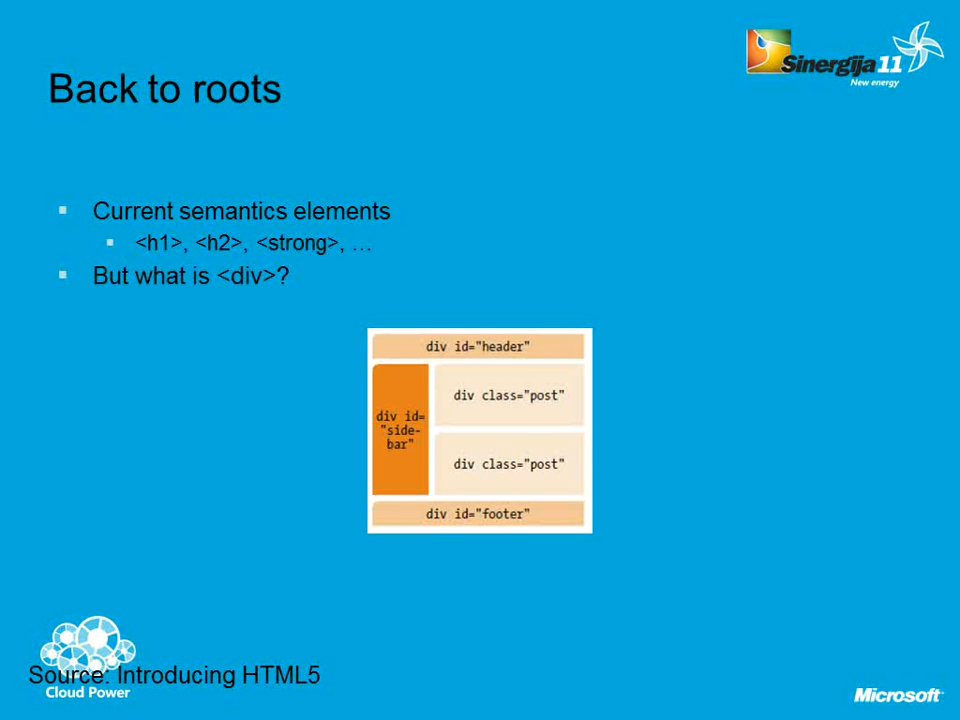 Back to roots
Sinergija 11
New energy
Current semantics elements
<h1>, <h2>, <strong>, …
But what is <div>?
div id="header"
div id=
"side-
bar"
div class="post"
div class="post"
div id="footer"
Source: Introducing HTML5
Cloud Power
Microsoft